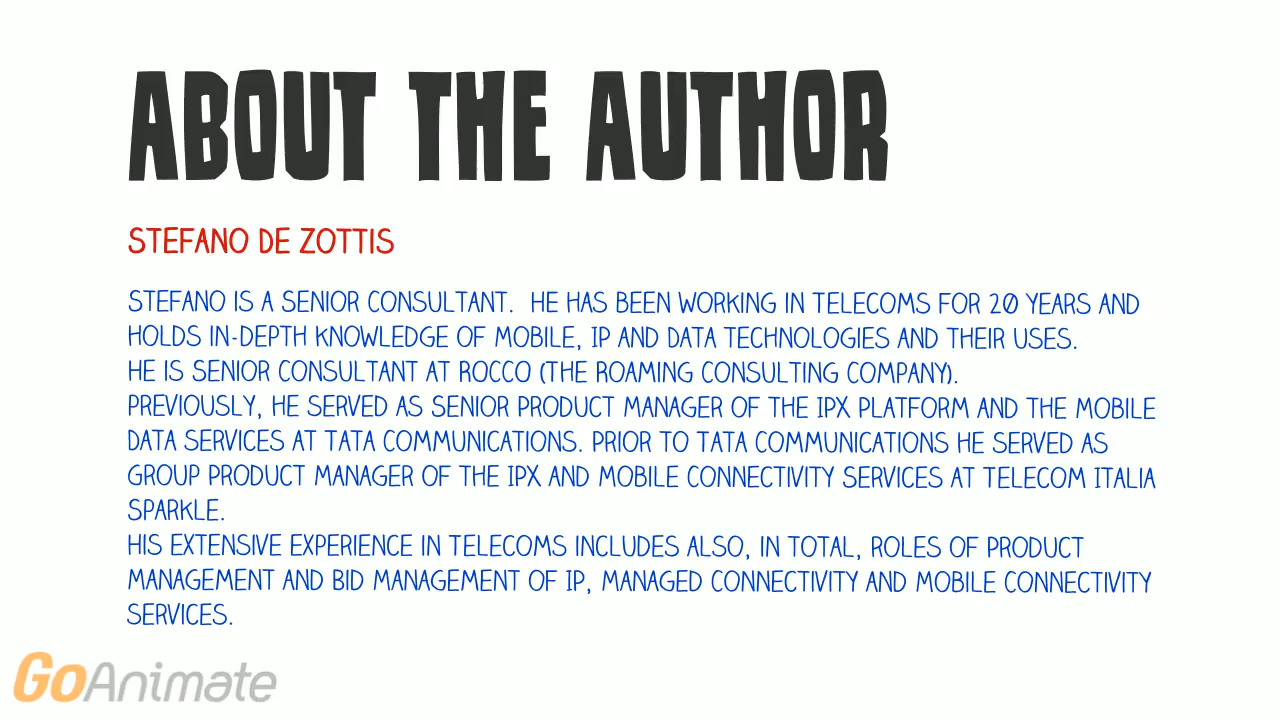 ABOUT THE AUTHOR
STEFANO DE ZOTTIS
STEFANO IS A SENIOR CONSULTANT. HE HAS BEEN WORKING IN TELECOMS FOR 20 YEARS AND
HOLDS IN-DEPTH KNOWLEDGE OF MOBILE, IP AND DATA TECHNOLOGIES AND THEIR USES.
HE IS SENIOR CONSULTANT AT ROCCO (THE ROAMING CONSULTING COMPANY).
PREVIOUSLY, HE SERVED AS SENIOR PRODUCT MANAGER OF THE IPX PLATFORM AND THE MOBILE
DATA SERVICES AT TATA COMMUNICATIONS. PRIOR TO TATA COMMUNICATIONS HE SERVED AS
GROUP PRODUCT MANAGER OF THE IPX AND MOBILE CONNECTIVITY SERVICES AT TELECOM ITALIA
SPARKLE.
HIS EXTENSIVE EXPERIENCE IN TELECOMS INCLUDES ALSO, IN TOTAL, ROLES OF PRODUCT
MANAGEMENT AND BID MANAGEMENT OF IP, MANAGED CONNECTIVITY AND MOBILE CONNECTIVITY
SERVICES.
GoAnimate